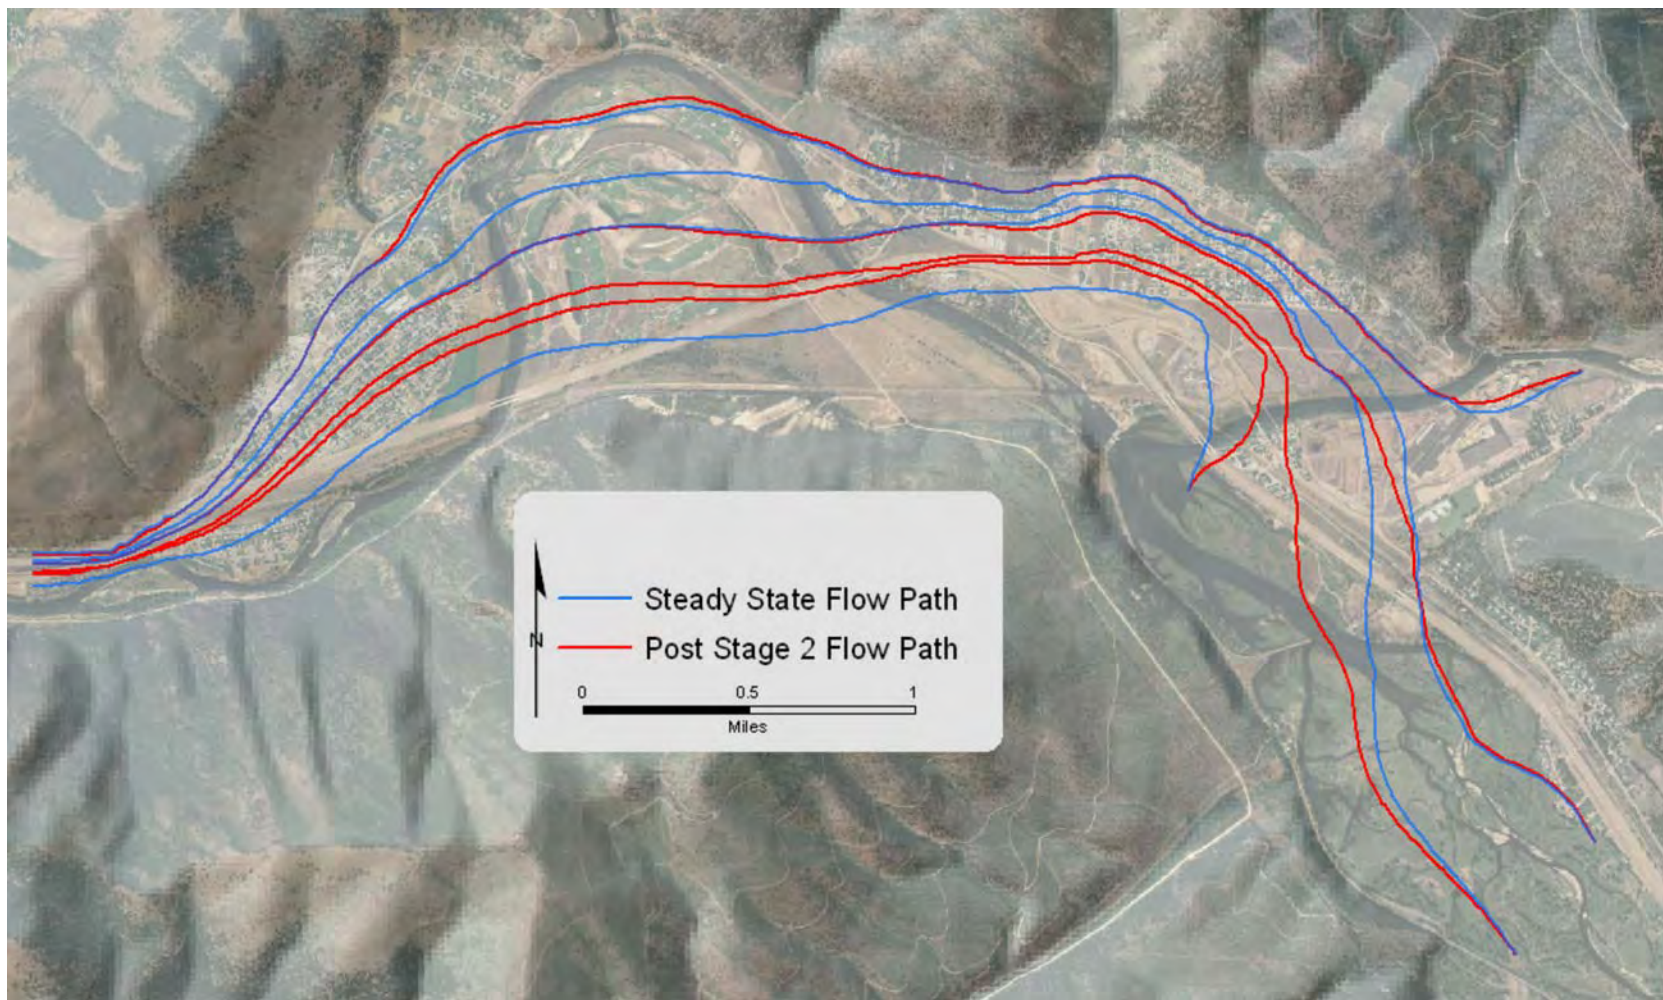 N
Steady State Flow Path
Post Stage 2 Flow Path
0 0.5 1
Miles